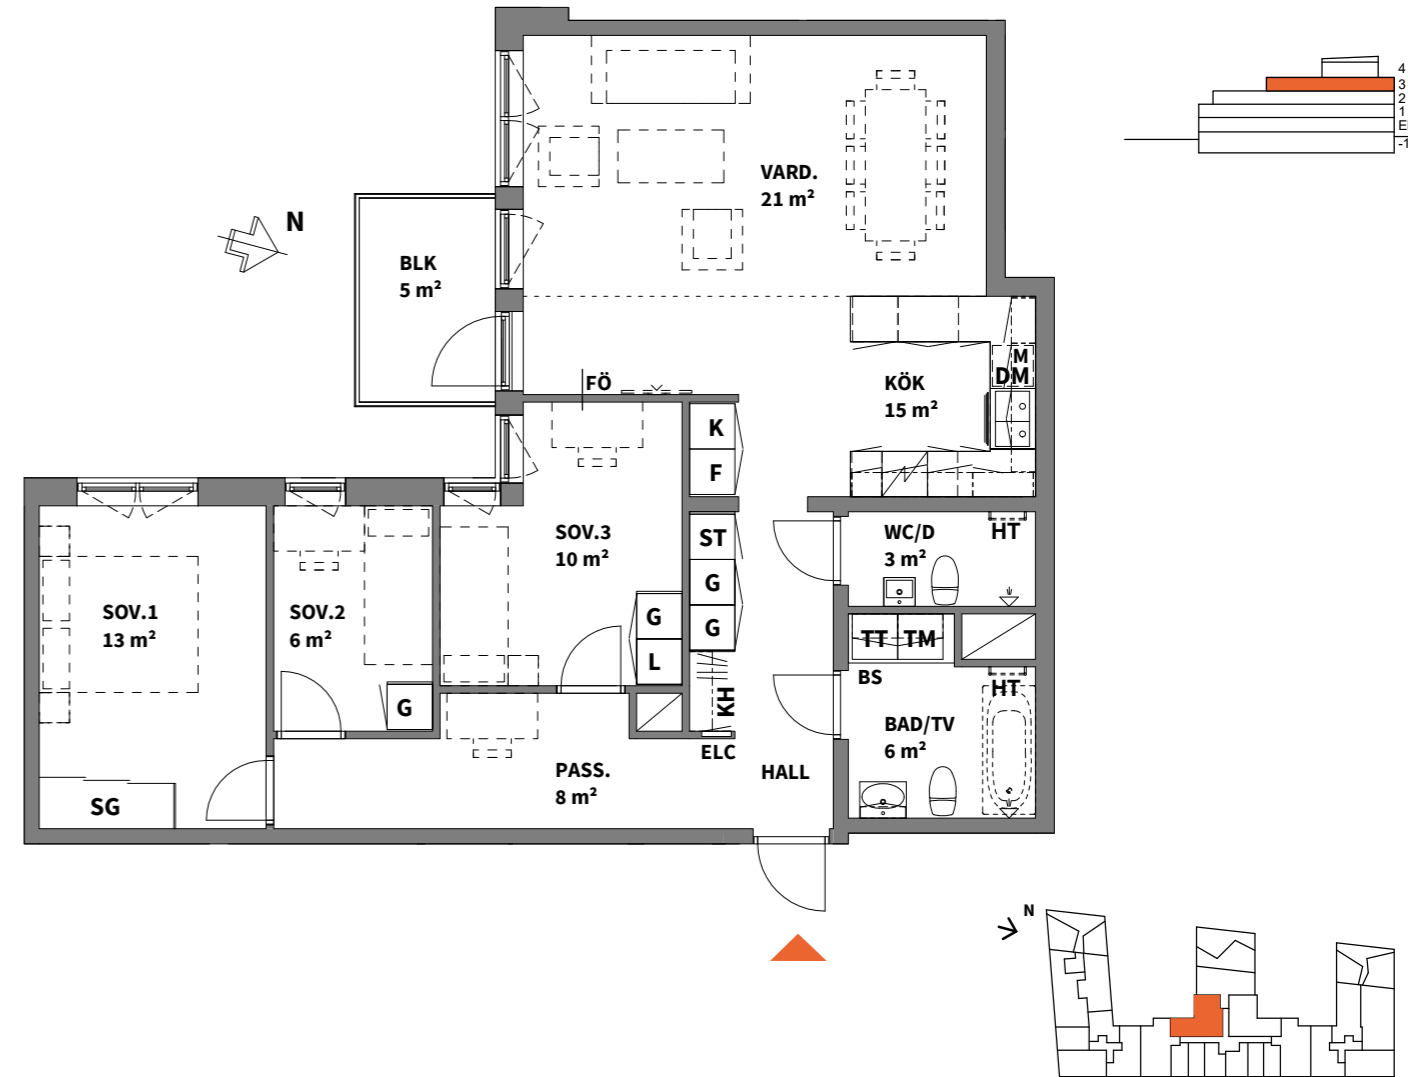 VARD.
21 m²
4
3
2
1
-1
N
BLK
5 m²
FÖ
KÖK
15 m²
M
DM
K
F
SOV.3
10 m²
ST
G
G
WC/D
3 m²
HT
SOV.1
13 m²
SOV.2
6 m²
G
L
TT
TM
BS
HT
G
KH
ELC
BAD/TV
6 m²
PASS.
8 m²
HALL
SG
N